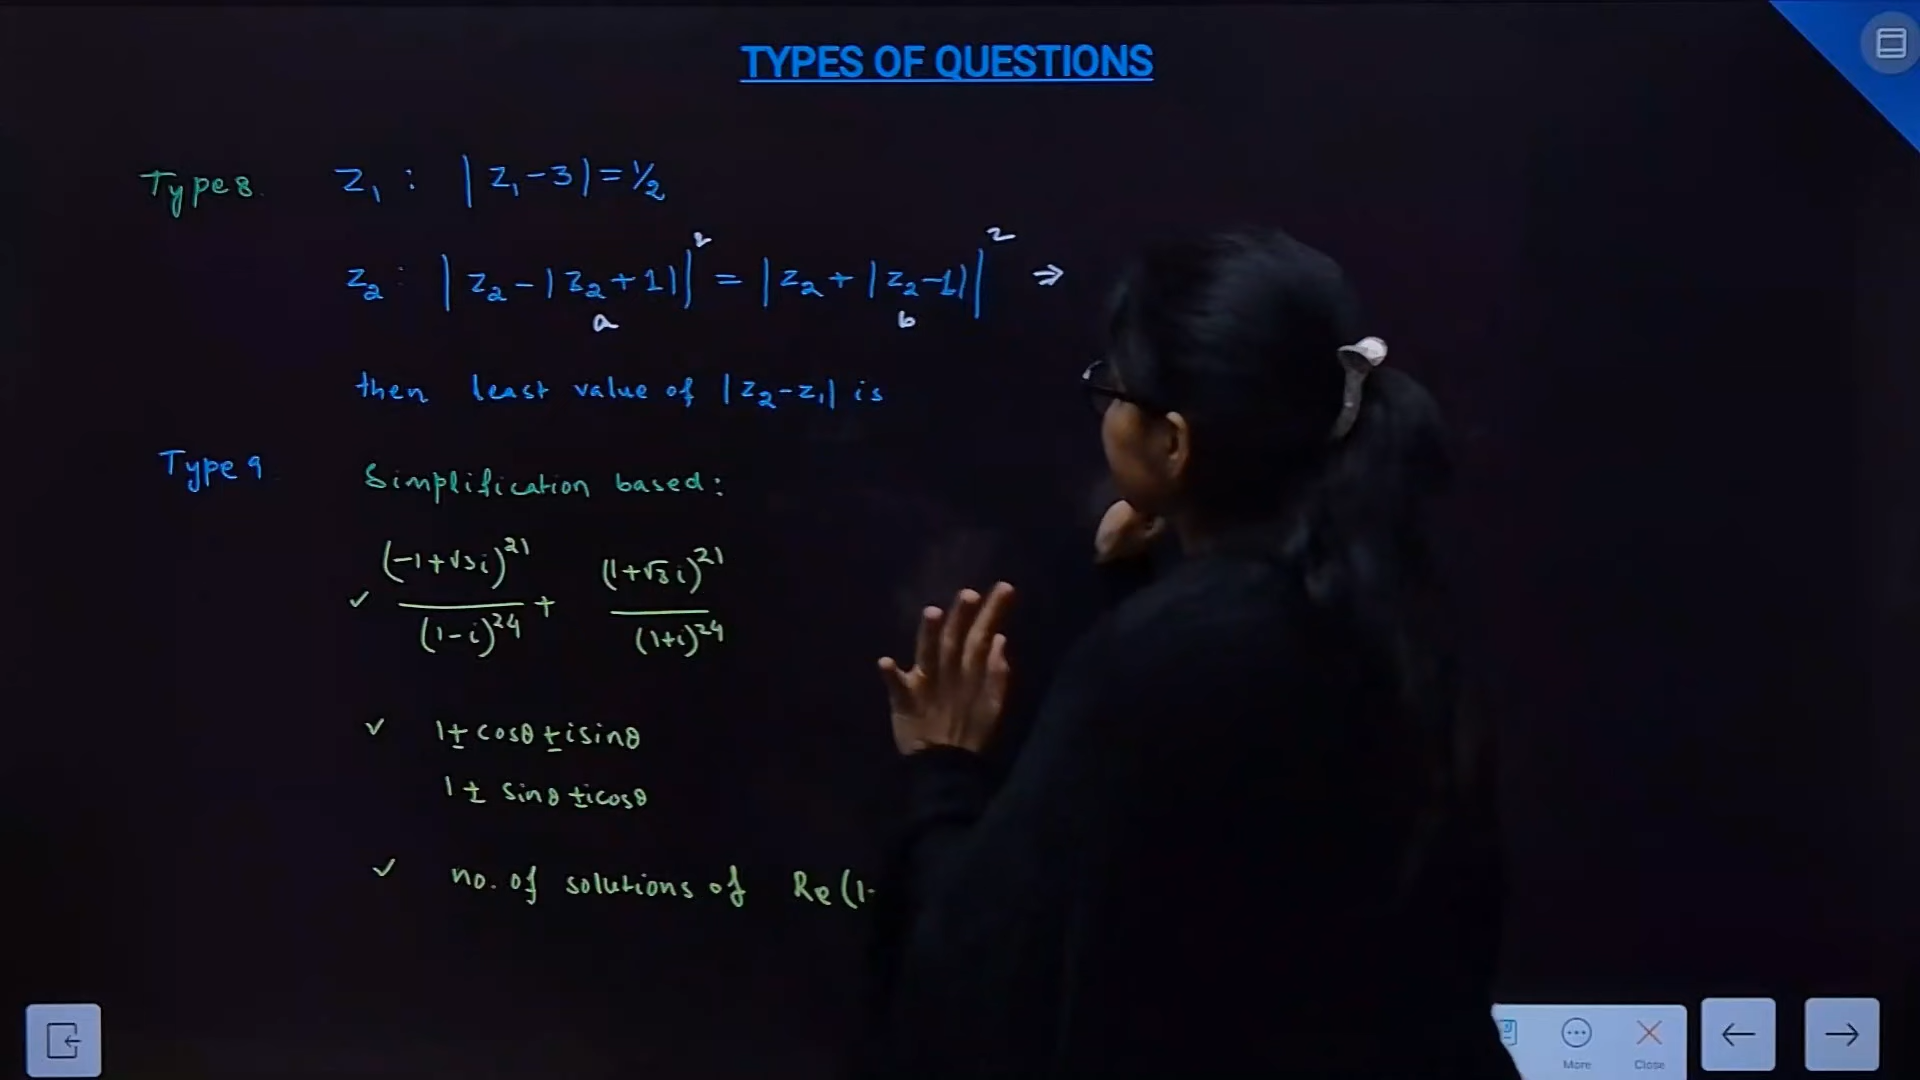 TYPES OF QUESTIONS
Type 8. z₁ : |z₁-3|=1/2
z₂ : |z₂-|z₂+1||² = |z₂+|z₂-1||² ⇒
a b
then least value of |z₂-z₁| is
Type 9 Simplification based:
✓ (-1+√3i)²¹/(1-i)²⁴ + (1+√3i)²¹/(1+i)²⁴
✓ 1±cosθ±isinθ
1± sinθ±icosθ
✓ no. of solutions of Re(1-
More Close